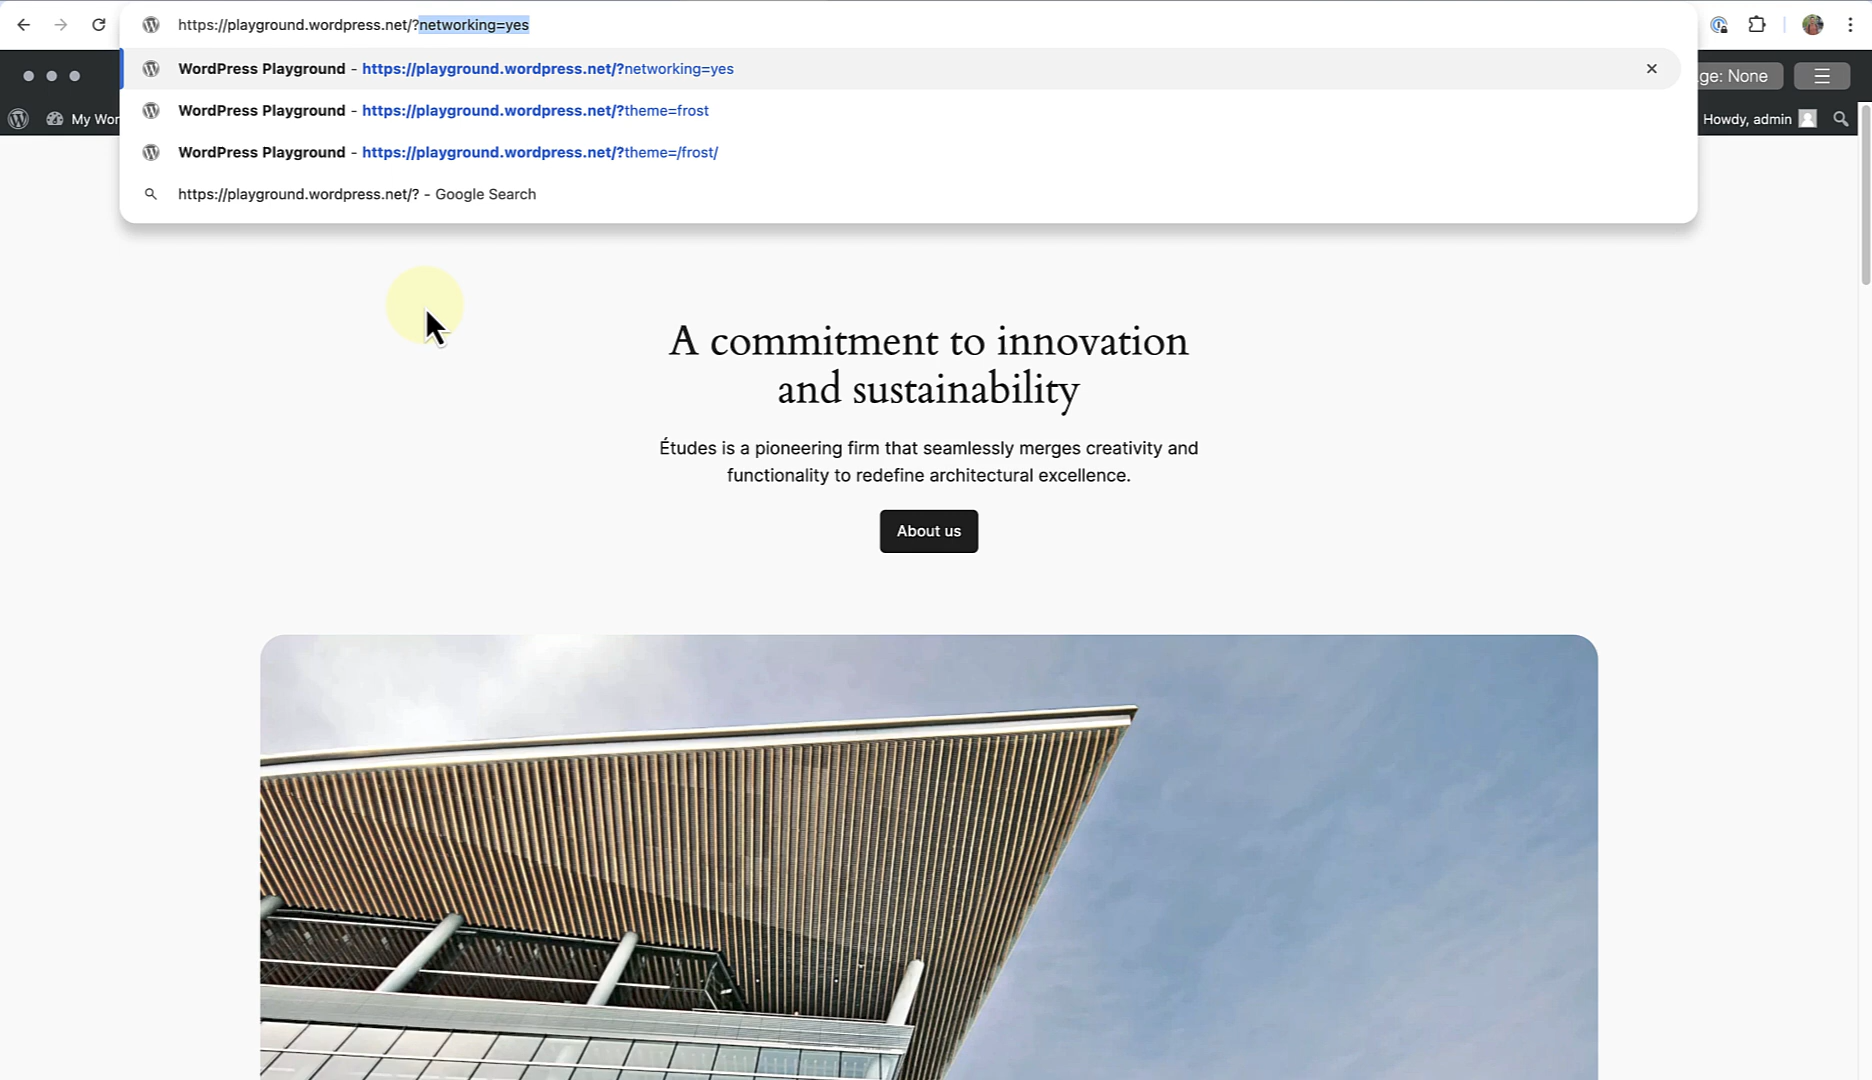 https://playground.wordpress.net/?networking=yes
WordPress Playground - https://playground.wordpress.net/?networking=yes
WordPress Playground - https://playground.wordpress.net/?theme=frost
WordPress Playground - https://playground.wordpress.net/?theme=/frost/
https://playground.wordpress.net/? - Google Search
ge: None
My Wor
Howdy, admin
A commitment to innovation
and sustainability
Études is a pioneering firm that seamlessly merges creativity and
functionality to redefine architectural excellence.
About us